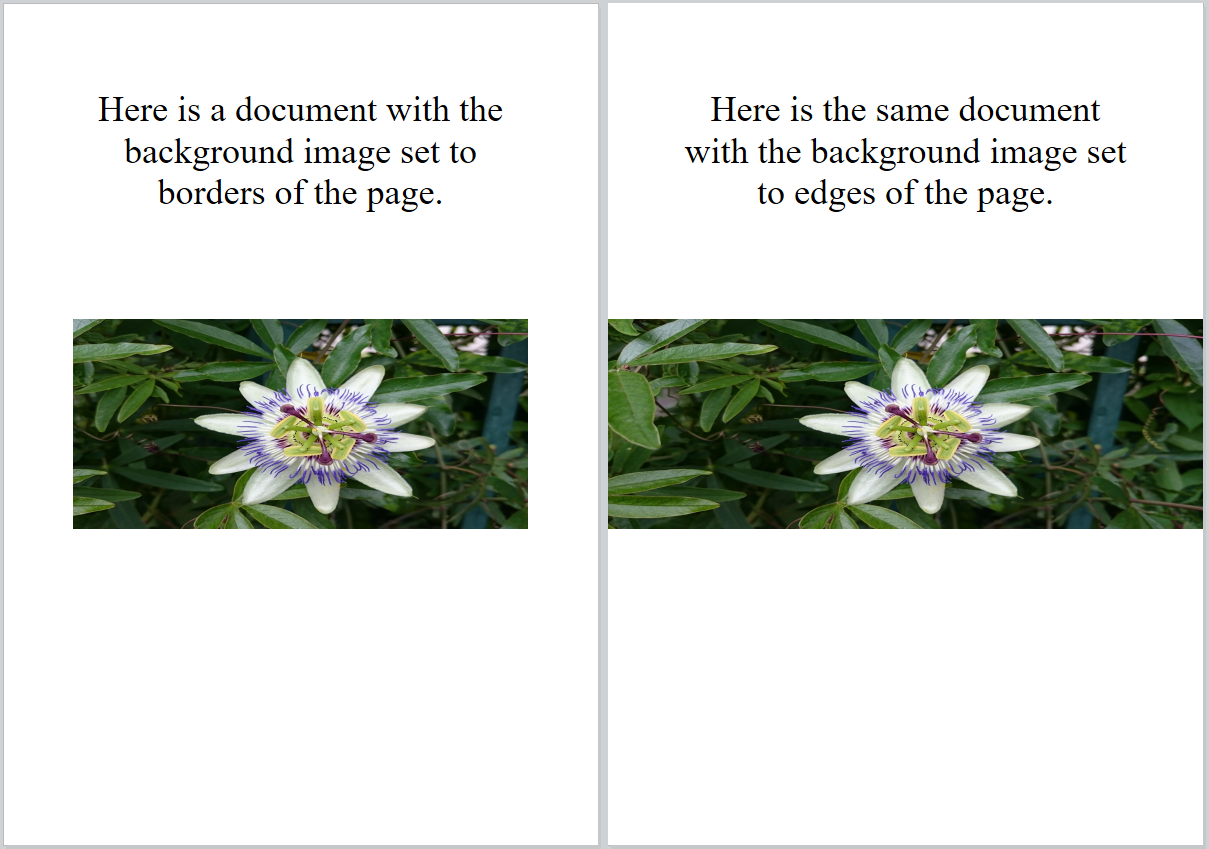 Here is a document with the
background image set to
borders of the page.
Here is the same document
with the background image set
to edges of the page.